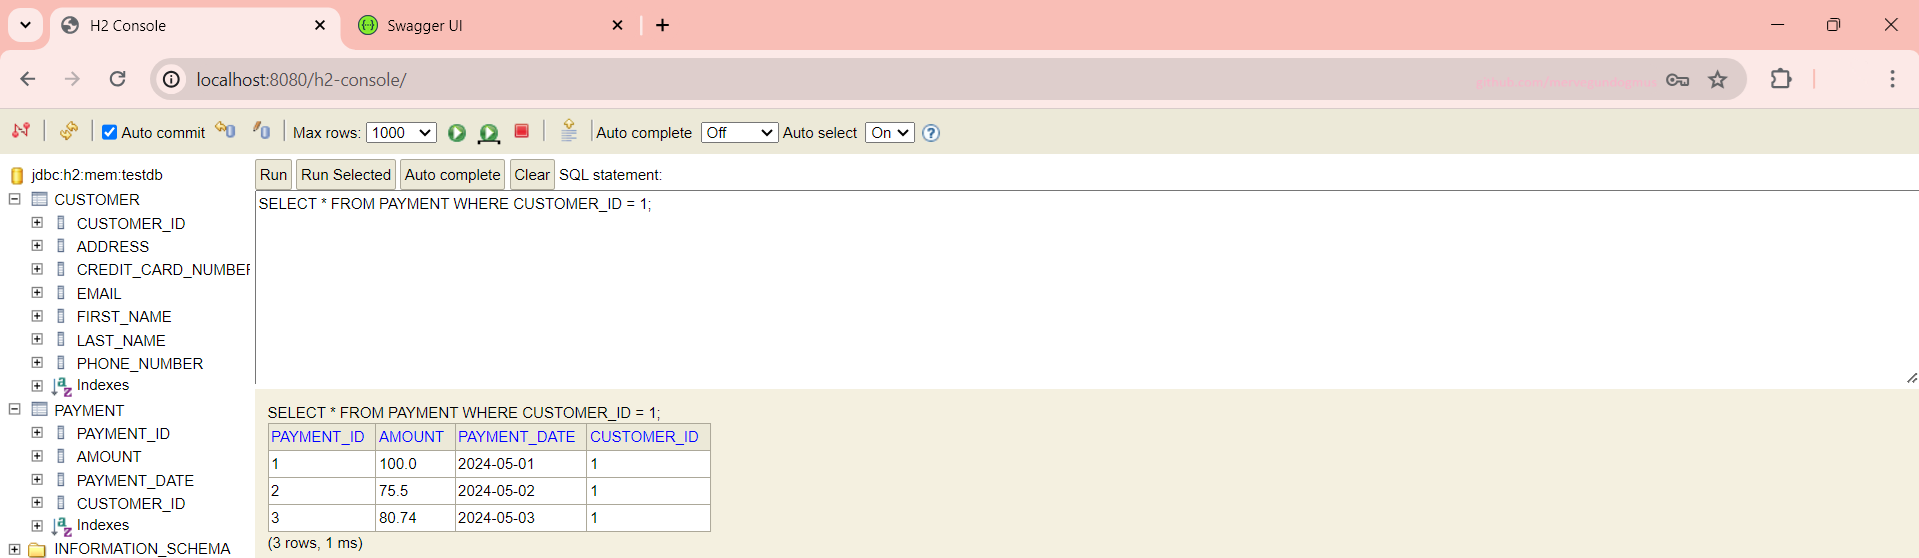 H2 Console
Swagger UI
localhost:8080/h2-console/
Auto commit
Max rows: 1000
Auto complete Off
Auto select On
jdbc:h2:mem:testdb
CUSTOMER
CUSTOMER_ID
ADDRESS
CREDIT_CARD_NUMBER
EMAIL
FIRST_NAME
LAST_NAME
PHONE_NUMBER
Indexes
PAYMENT
PAYMENT_ID
AMOUNT
PAYMENT_DATE
CUSTOMER_ID
Indexes
INFORMATION_SCHEMA
Run Run Selected Auto complete Clear SQL statement:
SELECT * FROM PAYMENT WHERE CUSTOMER_ID = 1;
SELECT * FROM PAYMENT WHERE CUSTOMER_ID = 1;
PAYMENT_ID AMOUNT PAYMENT_DATE CUSTOMER_ID
1 100.0 2024-05-01 1
2 75.5 2024-05-02 1
3 80.74 2024-05-03 1
(3 rows, 1 ms)